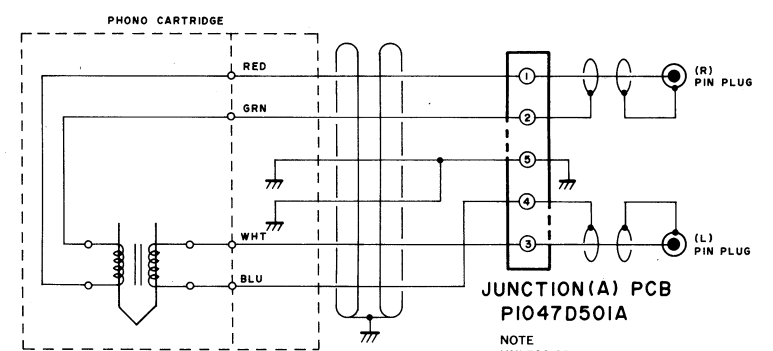 PHONO CARTRIDGE
RED
GRN
WHT
BLU
1
2
5
4
3
(R)
PIN PLUG
(L)
PIN PLUG
JUNCTION(A) PCB
P1047D501A
NOTE